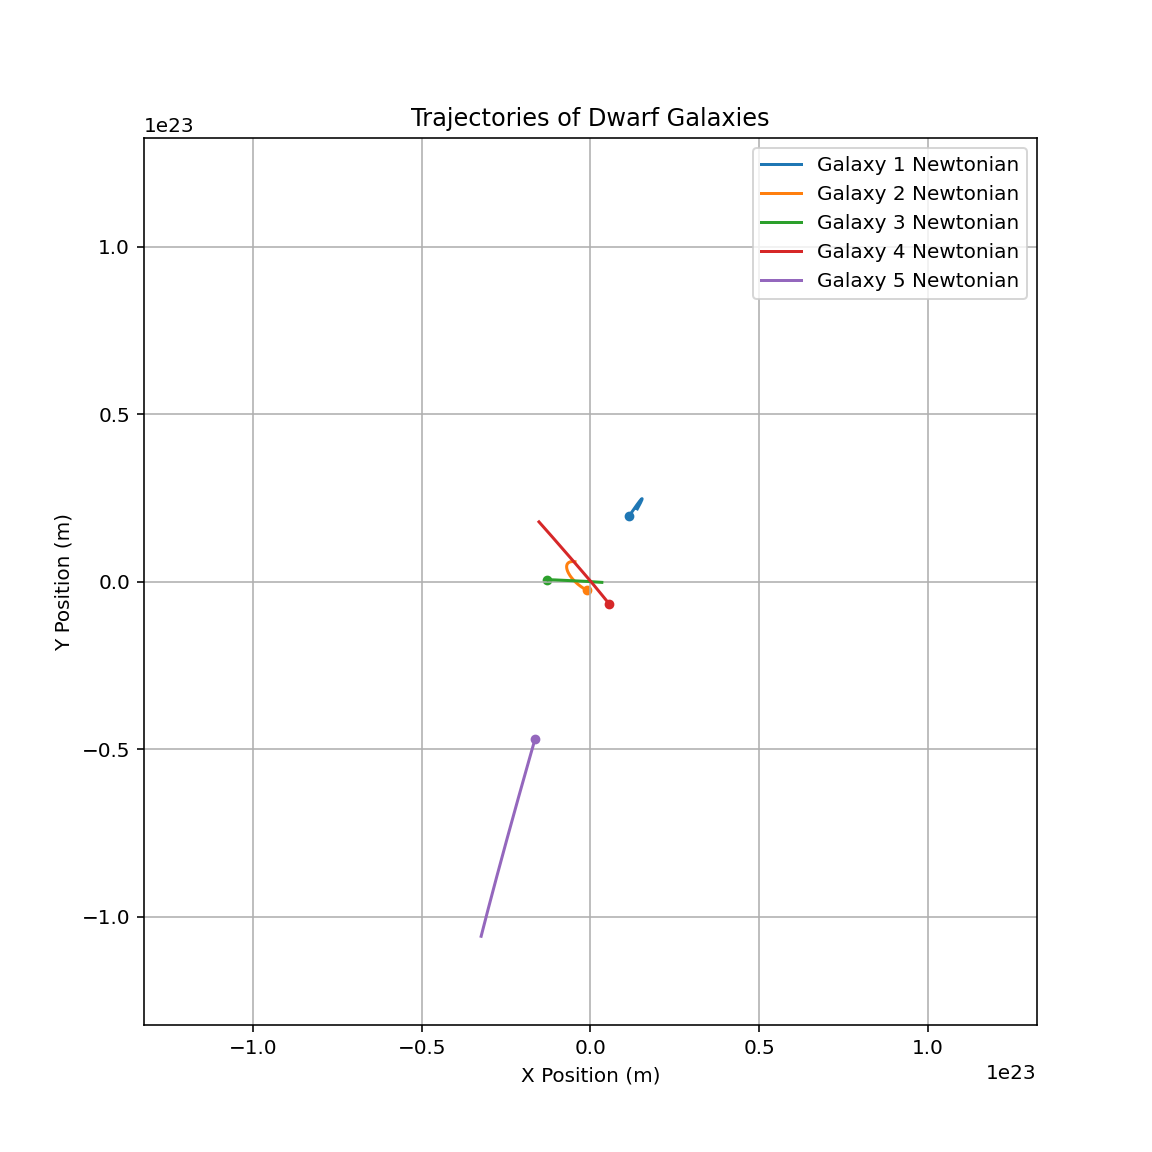 Trajectories of Dwarf Galaxies
1e23
Galaxy 1 Newtonian
Galaxy 2 Newtonian
Galaxy 3 Newtonian
Galaxy 4 Newtonian
Galaxy 5 Newtonian
1.0
0.5
0.0
−0.5
−1.0
Y Position (m)
−1.0 −0.5 0.0 0.5 1.0
X Position (m)
1e23